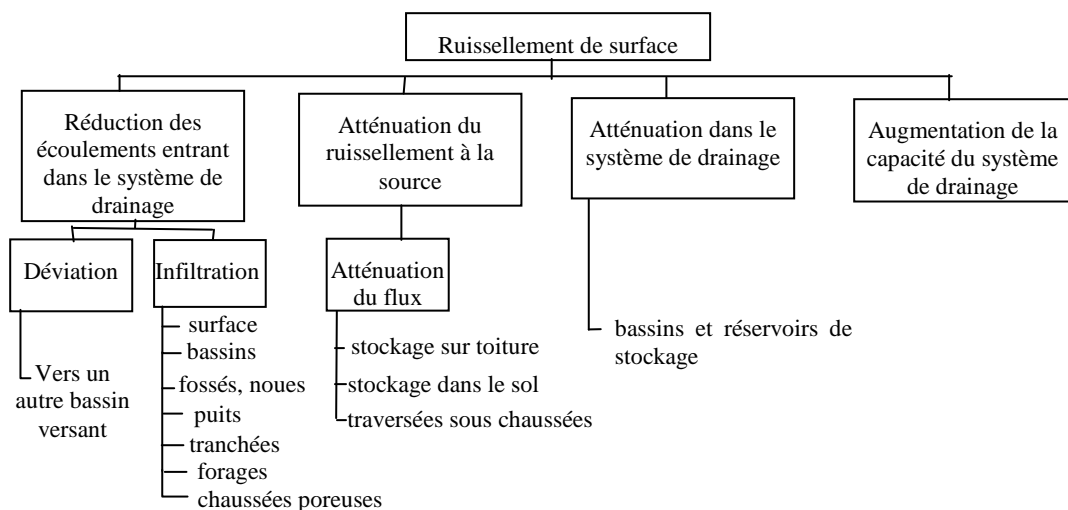 Ruissellement de surface
Réduction des
écoulements entrant
dans le système de
drainage
Atténuation du
ruissellement à la
source
Atténuation dans le
système de drainage
Augmentation de la
capacité du système
de drainage
Déviation
Infiltration
Atténuation
du flux
Vers un
autre bassin
versant
surface
bassins
fossés, noues
puits
tranchées
forages
chaussées poreuses
stockage sur toiture
stockage dans le sol
traversées sous chaussées
bassins et réservoirs de
stockage